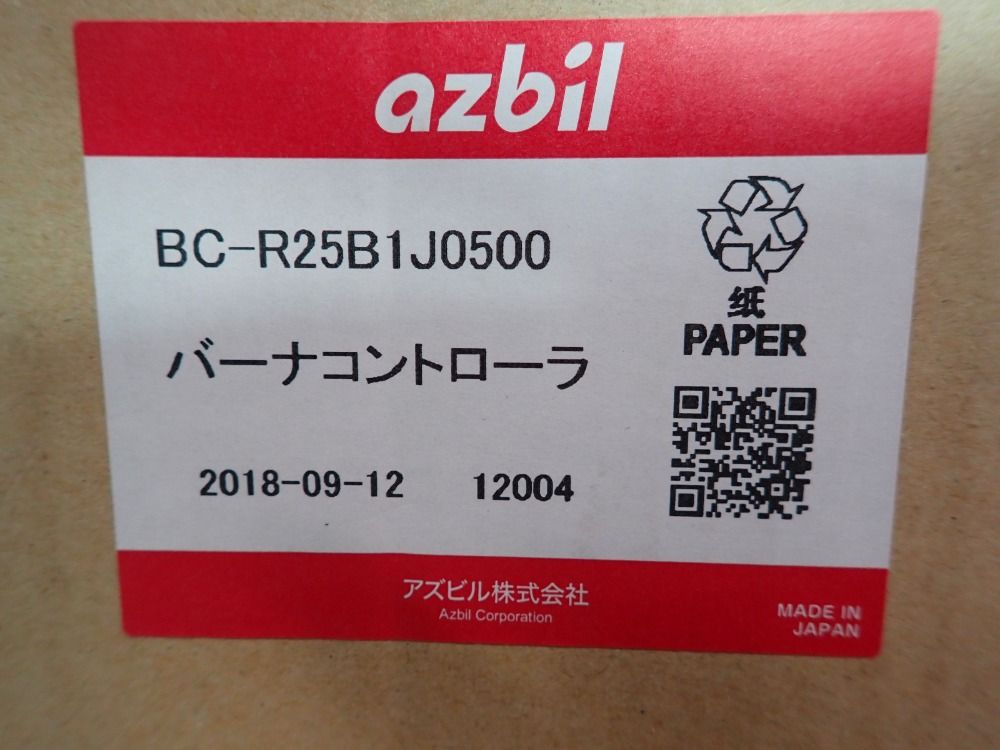 azbil
BC-R25B1J0500
バーナコントローラ
纸
PAPER
2018-09-12 12004
アズビル株式会社
Azbil Corporation
MADE IN
JAPAN